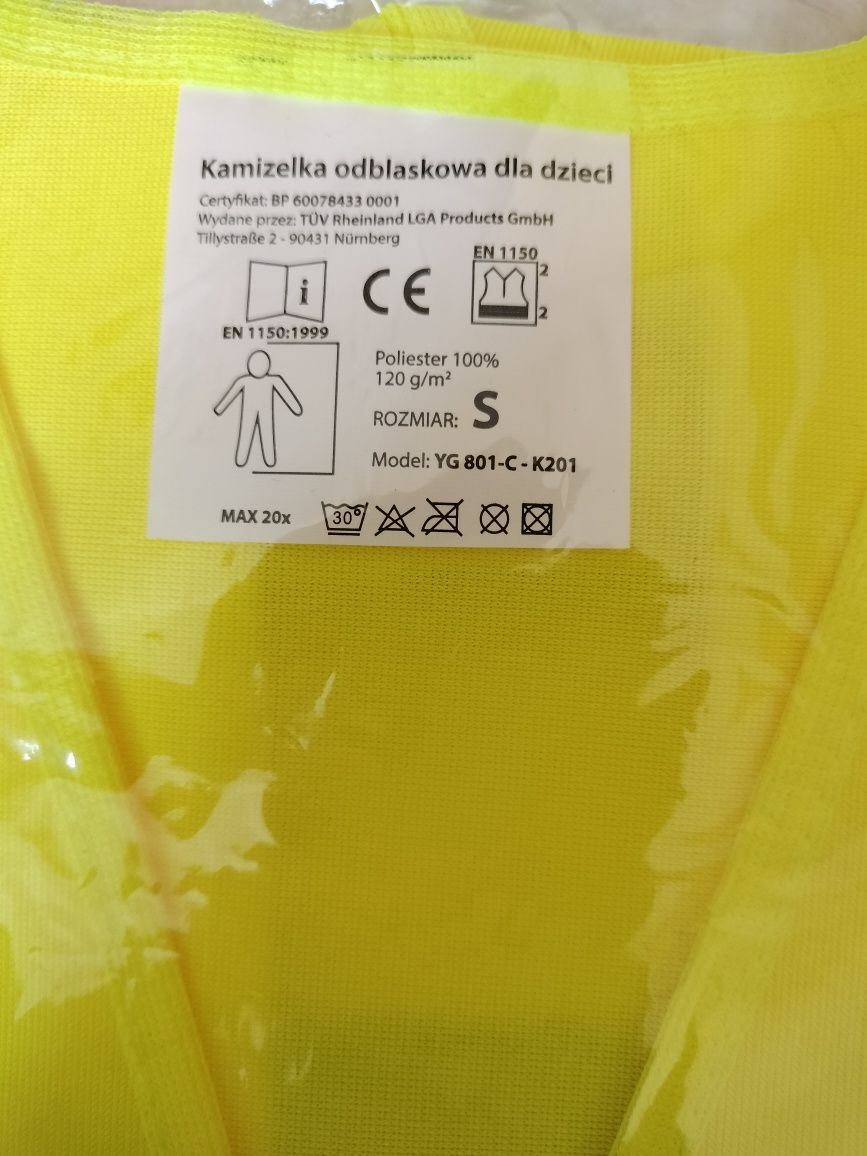 Kamizelka odblaskowa dla dzieci
Certyfikat: BP 60078433 0001
Wydane przez: TÜV Rheinland LGA Products GmbH
Tillystraße 2 - 90431 Nürnberg
i
CE
EN 1150
2
2
EN 1150:1999
Poliester 100%
120 g/m²
ROZMIAR: S
Model: YG 801-C - K201
MAX 20x
30°